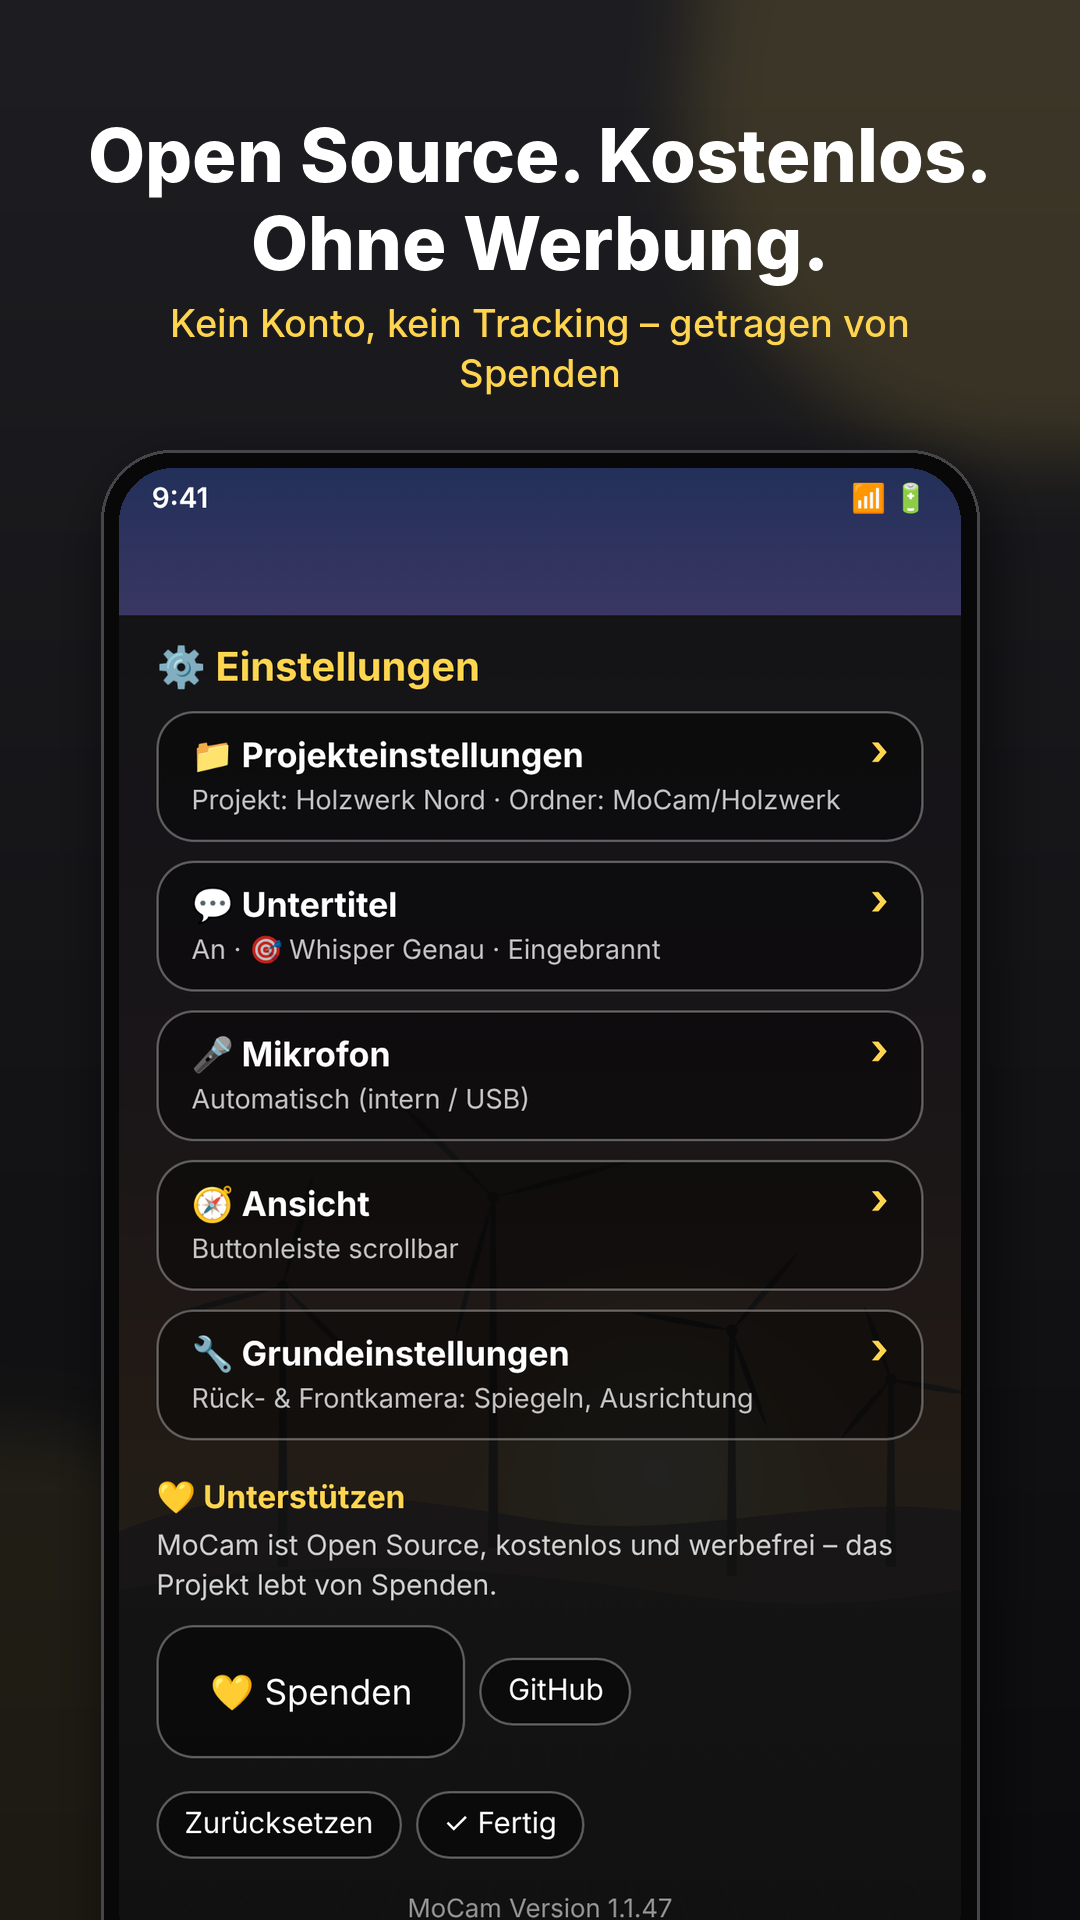 Open Source. Kostenlos.
Ohne Werbung.
Kein Konto, kein Tracking – getragen von
Spenden
9:41
⚙️ Einstellungen
📁 Projekteinstellungen ›
Projekt: Holzwerk Nord · Ordner: MoCam/Holzwerk
💬 Untertitel ›
An · 🎯 Whisper Genau · Eingebrannt
🎤 Mikrofon ›
Automatisch (intern / USB)
🧭 Ansicht ›
Buttonleiste scrollbar
🔧 Grundeinstellungen ›
Rück- & Frontkamera: Spiegeln, Ausrichtung
💛 Unterstützen
MoCam ist Open Source, kostenlos und werbefrei – das
Projekt lebt von Spenden.
💛 Spenden
GitHub
Zurücksetzen
✓ Fertig
MoCam Version 1.1.47